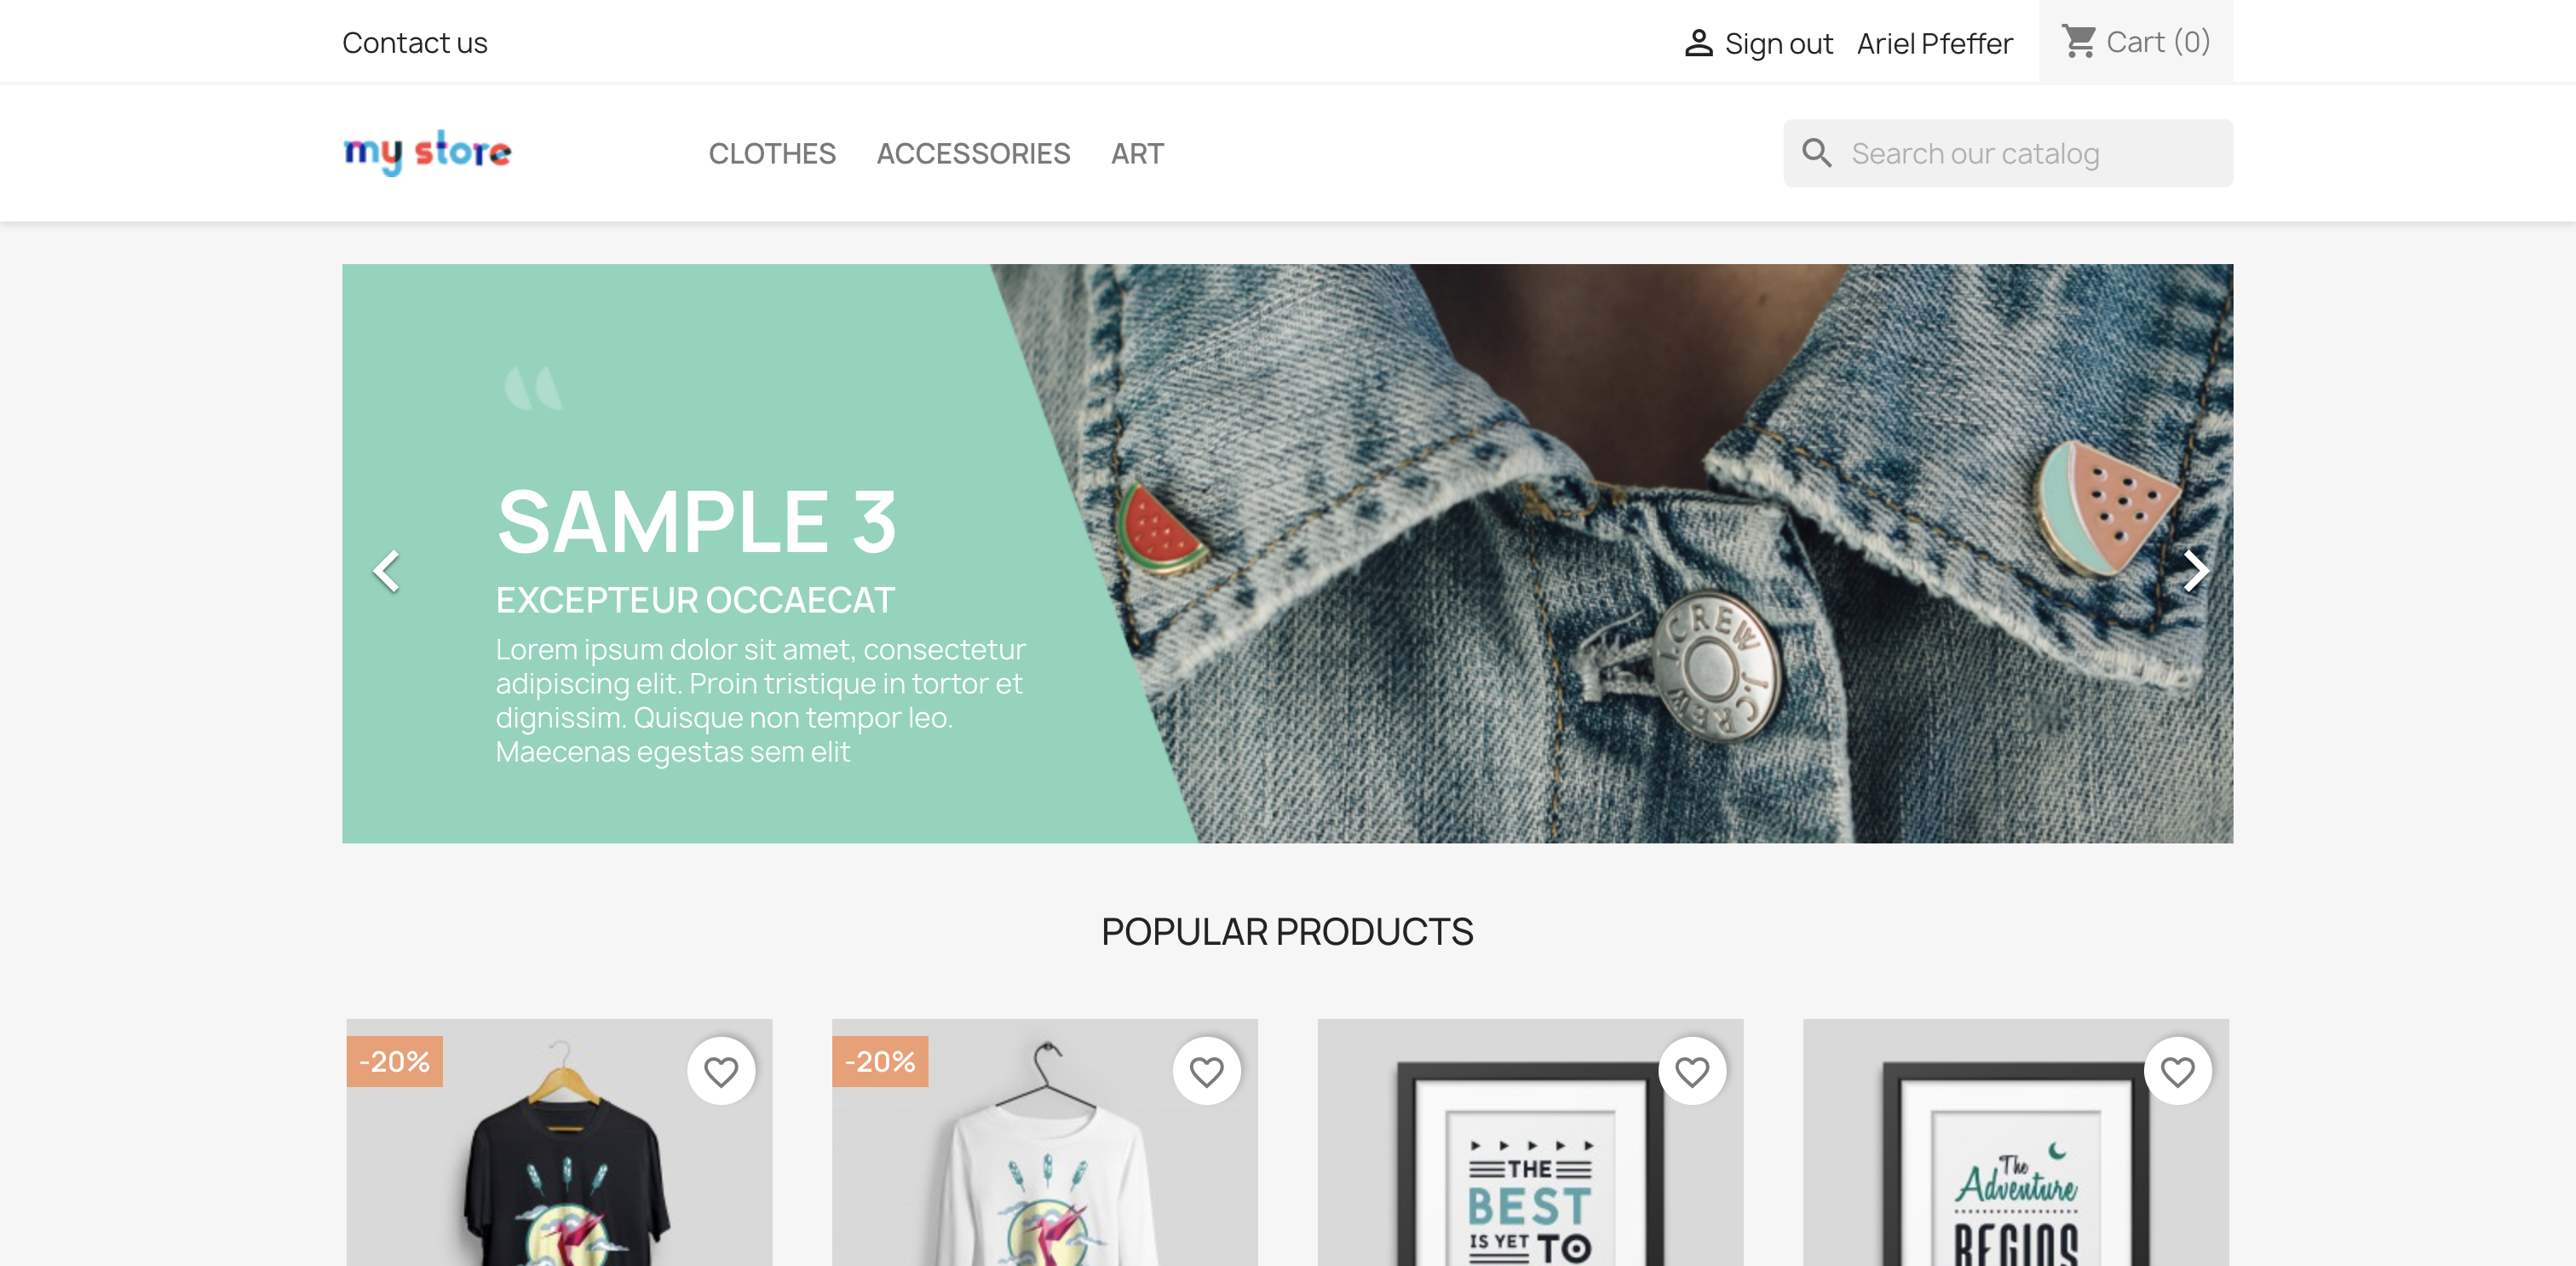 Contact us
Sign out
Ariel Pfeffer
Cart (0)
my store
CLOTHES
ACCESSORIES
ART
Search our catalog
SAMPLE 3
EXCEPTEUR OCCAECAT
Lorem ipsum dolor sit amet, consectetur
adipiscing elit. Proin tristique in tortor et
dignissim. Quisque non tempor leo.
Maecenas egestas sem elit
J.CREW J.CREW
POPULAR PRODUCTS
-20%
-20%
THE
BEST
IS YET TO
The
Adventure
BEGINS